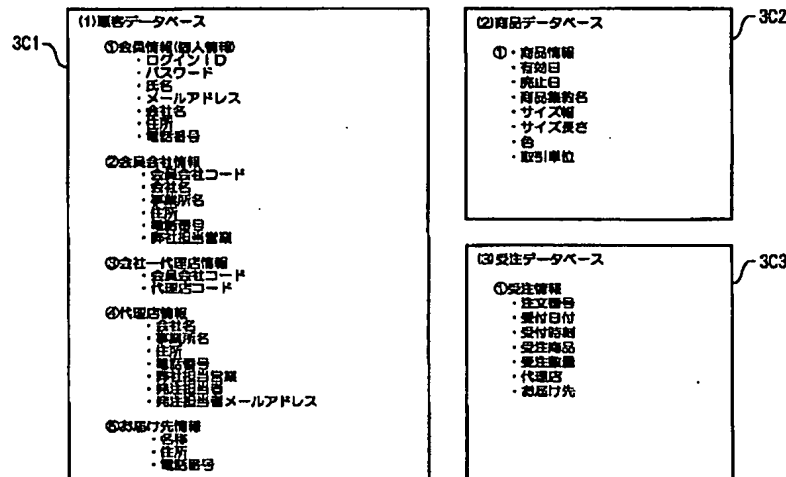 3C1
(1)顧客データベース
①会員情報(個人情報)
・ログインID
・パスワード
・氏名
・メールアドレス
・会社名
・住所
・電話番号
②会員会社情報
・会員会社コード
・会社名
・事業所名
・住所
・電話番号
・弊社担当営業
③会社―代理店情報
・会員会社コード
・代理店コード
④代理店情報
・会社名
・事業所名
・住所
・電話番号
・弊社担当営業
・発注担当者
・発注担当者メールアドレス
⑤お届け先情報
・名称
・住所
・電話番号
3C2
(2)商品データベース
①・商品情報
・有効日
・廃止日
・商品集約名
・サイズ幅
・サイズ長さ
・色
・取引単位
3C3
(3)受注データベース
①受注情報
・注文番号
・受付日付
・受付時刻
・受注商品
・受注数量
・代理店
・お届け先